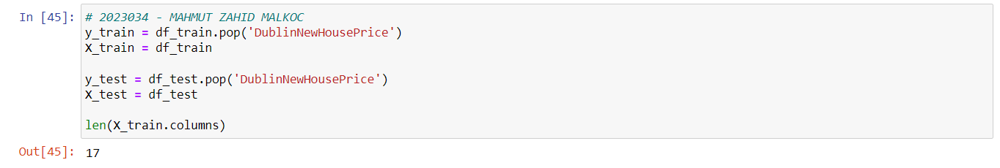 In [45]: # 2023034 - MAHMUT ZAHID MALKOC
y_train = df_train.pop('DublinNewHousePrice')
X_train = df_train
y_test = df_test.pop('DublinNewHousePrice')
X_test = df_test
len(X_train.columns)
Out[45]: 17